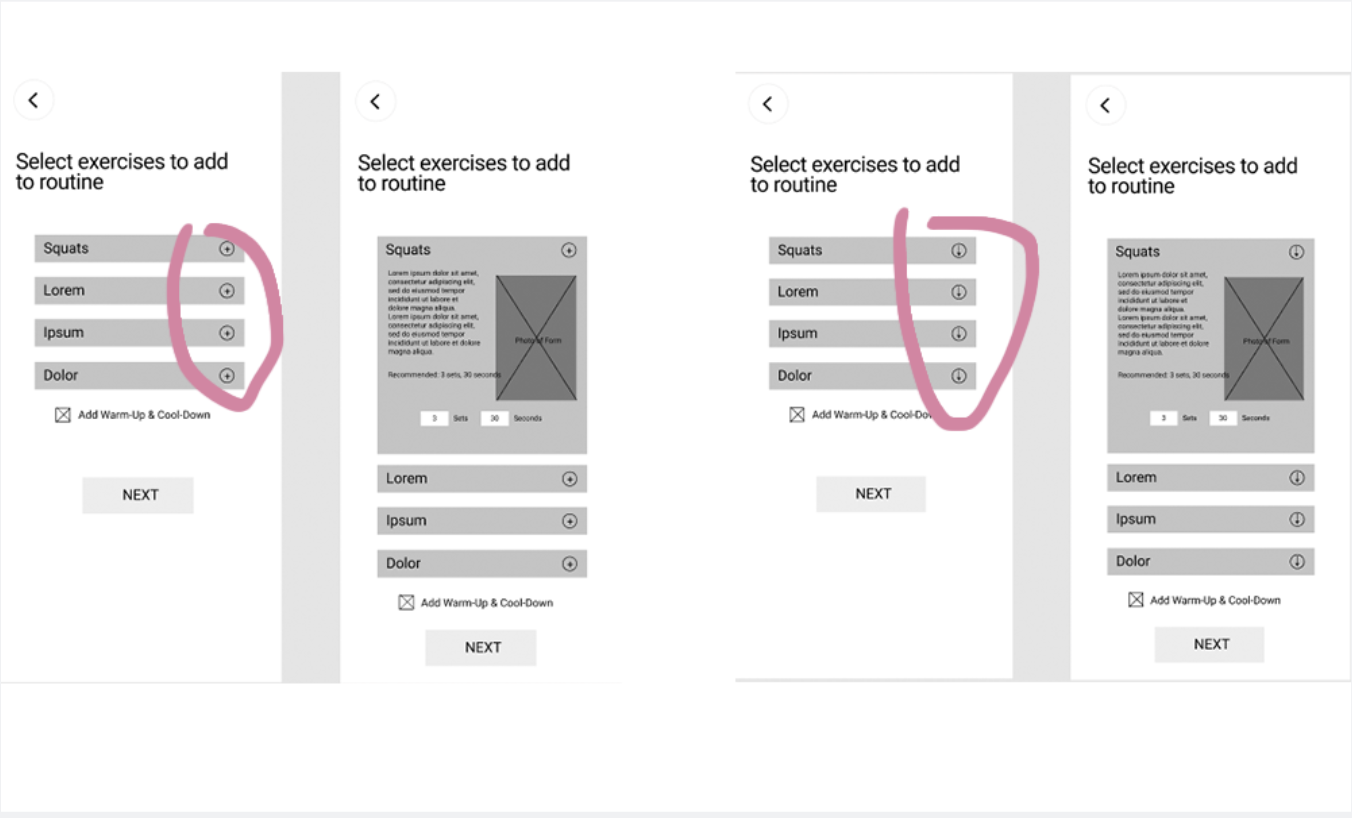 Select exercises to add
to routine
Squats
Lorem
Ipsum
Dolor
Add Warm-Up & Cool-Down
NEXT
Select exercises to add
to routine
Squats
Lorem ipsum dolor sit amet,
consectetur adipiscing elit,
sed do eiusmod tempor
incididunt ut labore et
dolore magna aliqua.
Lorem ipsum dolor sit amet,
consectetur adipiscing elit,
sed do eiusmod tempor
incididunt ut labore et dolore
magna aliqua.
Photo of Form
Recommended: 3 sets, 30 seconds
3 Sets 30 Seconds
Lorem
Ipsum
Dolor
Add Warm-Up & Cool-Down
NEXT
Select exercises to add
to routine
Squats
Lorem
Ipsum
Dolor
Add Warm-Up & Cool-Dow
NEXT
Select exercises to add
to routine
Squats
Lorem ipsum dolor sit amet,
consectetur adipiscing elit,
sed do eiusmod tempor
incididunt ut labore et
dolore magna aliqua.
Lorem ipsum dolor sit amet,
consectetur adipiscing elit,
sed do eiusmod tempor
incididunt ut labore et dolore
magna aliqua.
Photo of Form
Recommended: 3 sets, 30 seconds
3 Sets 30 Seconds
Lorem
Ipsum
Dolor
Add Warm-Up & Cool-Down
NEXT